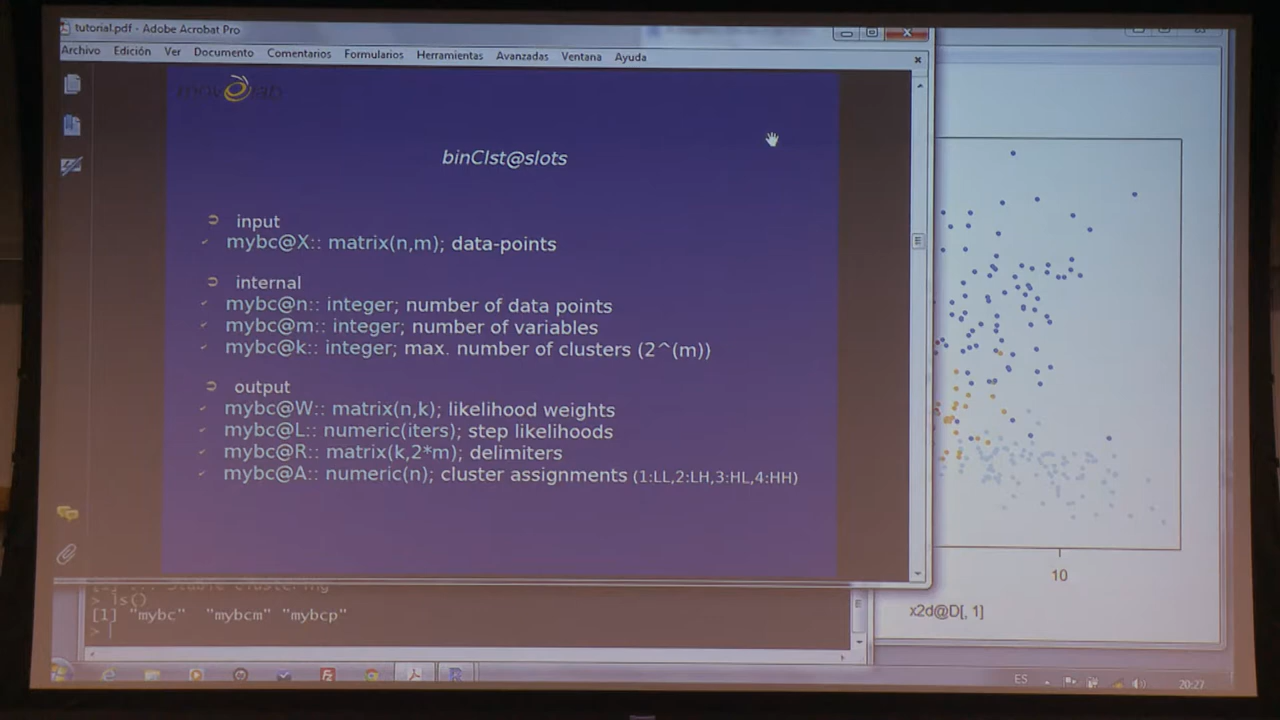 tutorial.pdf - Adobe Acrobat Pro
Archivo Edición Ver Documento Comentarios Formularios Herramientas Avanzadas Ventana Ayuda
binClst@slots
input
mybc@X:: matrix(n,m); data-points
internal
mybc@n:: integer; number of data points
mybc@m:: integer; number of variables
mybc@k:: integer; max. number of clusters (2^(m))
output
mybc@W:: matrix(n,k); likelihood weights
mybc@L:: numeric(iters); step likelihoods
mybc@R:: matrix(k,2*m); delimiters
mybc@A:: numeric(n); cluster assignments (1:LL,2:LH,3:HL,4:HH)
10
x2d@D[, 1]
> ls()
[1] "mybc" "mybcm" "mybcp"
>
ES
20:27